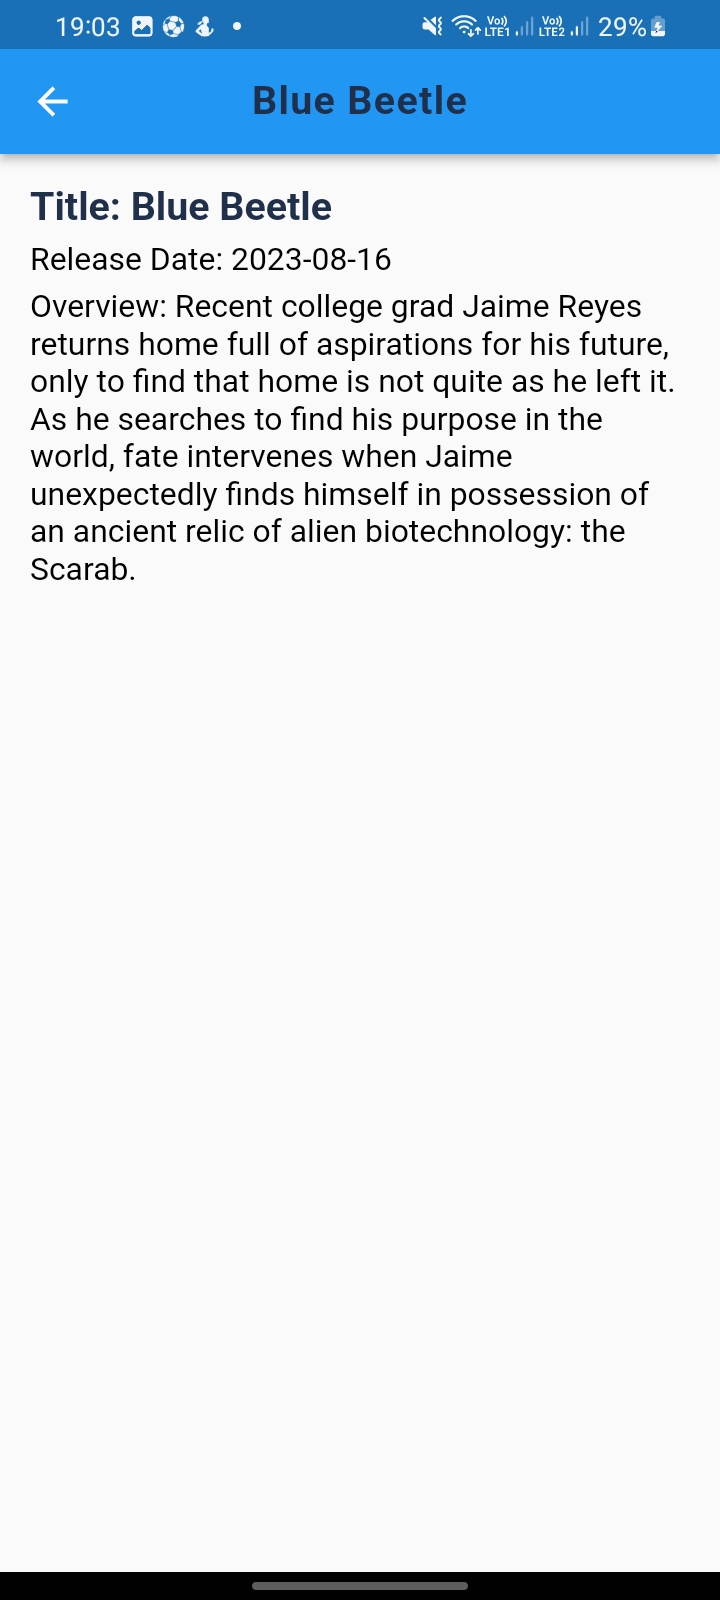 19:03 Vo) LTE1 Vo) LTE2 29%
Blue Beetle
Title: Blue Beetle
Release Date: 2023-08-16
Overview: Recent college grad Jaime Reyes
returns home full of aspirations for his future,
only to find that home is not quite as he left it.
As he searches to find his purpose in the
world, fate intervenes when Jaime
unexpectedly finds himself in possession of
an ancient relic of alien biotechnology: the
Scarab.